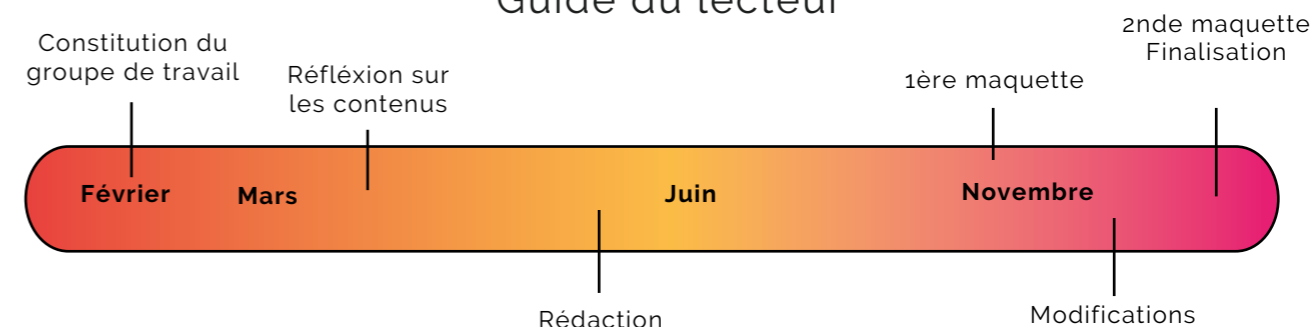 Guide du lecteur
Constitution du
groupe de travail
Réfléxion sur
les contenus
1ère maquette
2nde maquette
Finalisation
Février
Mars
Juin
Novembre
Rédaction
Modifications